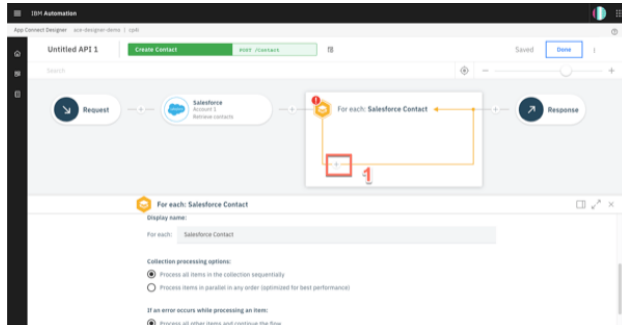 IBM Automation
App Connect Designer ace-designer-demo | cp4i
Untitled API 1
Create Contact
POST /Contact
Saved
Done
Search
Request
Salesforce
Account 1
Retrieve contacts
For each: Salesforce Contact
Response
1
For each: Salesforce Contact
Display name:
For each: Salesforce Contact
Collection processing options:
Process all items in the collection sequentially
Process items in parallel in any order (optimized for best performance)
If an error occurs while processing an item:
Process all other items and continue the flow